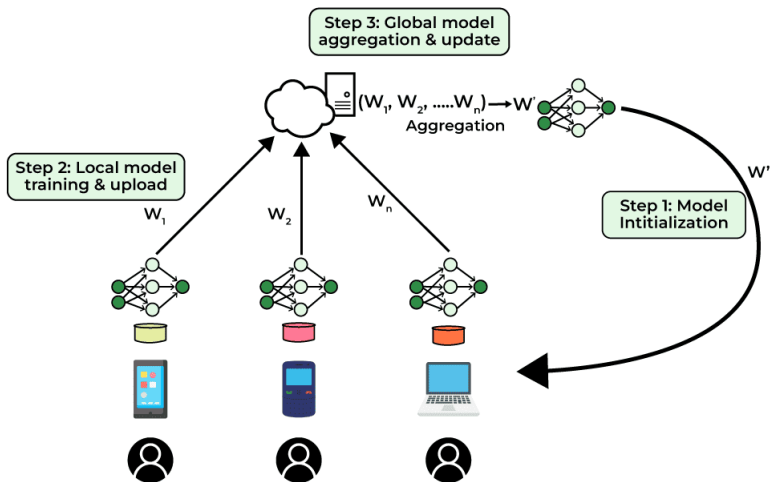 Step 3: Global model
aggregation & update
(W₁, W₂, .....Wₙ) → W'
Aggregation
Step 2: Local model
training & upload
W₁
W₂
Wₙ
W'
Step 1: Model
Intitialization